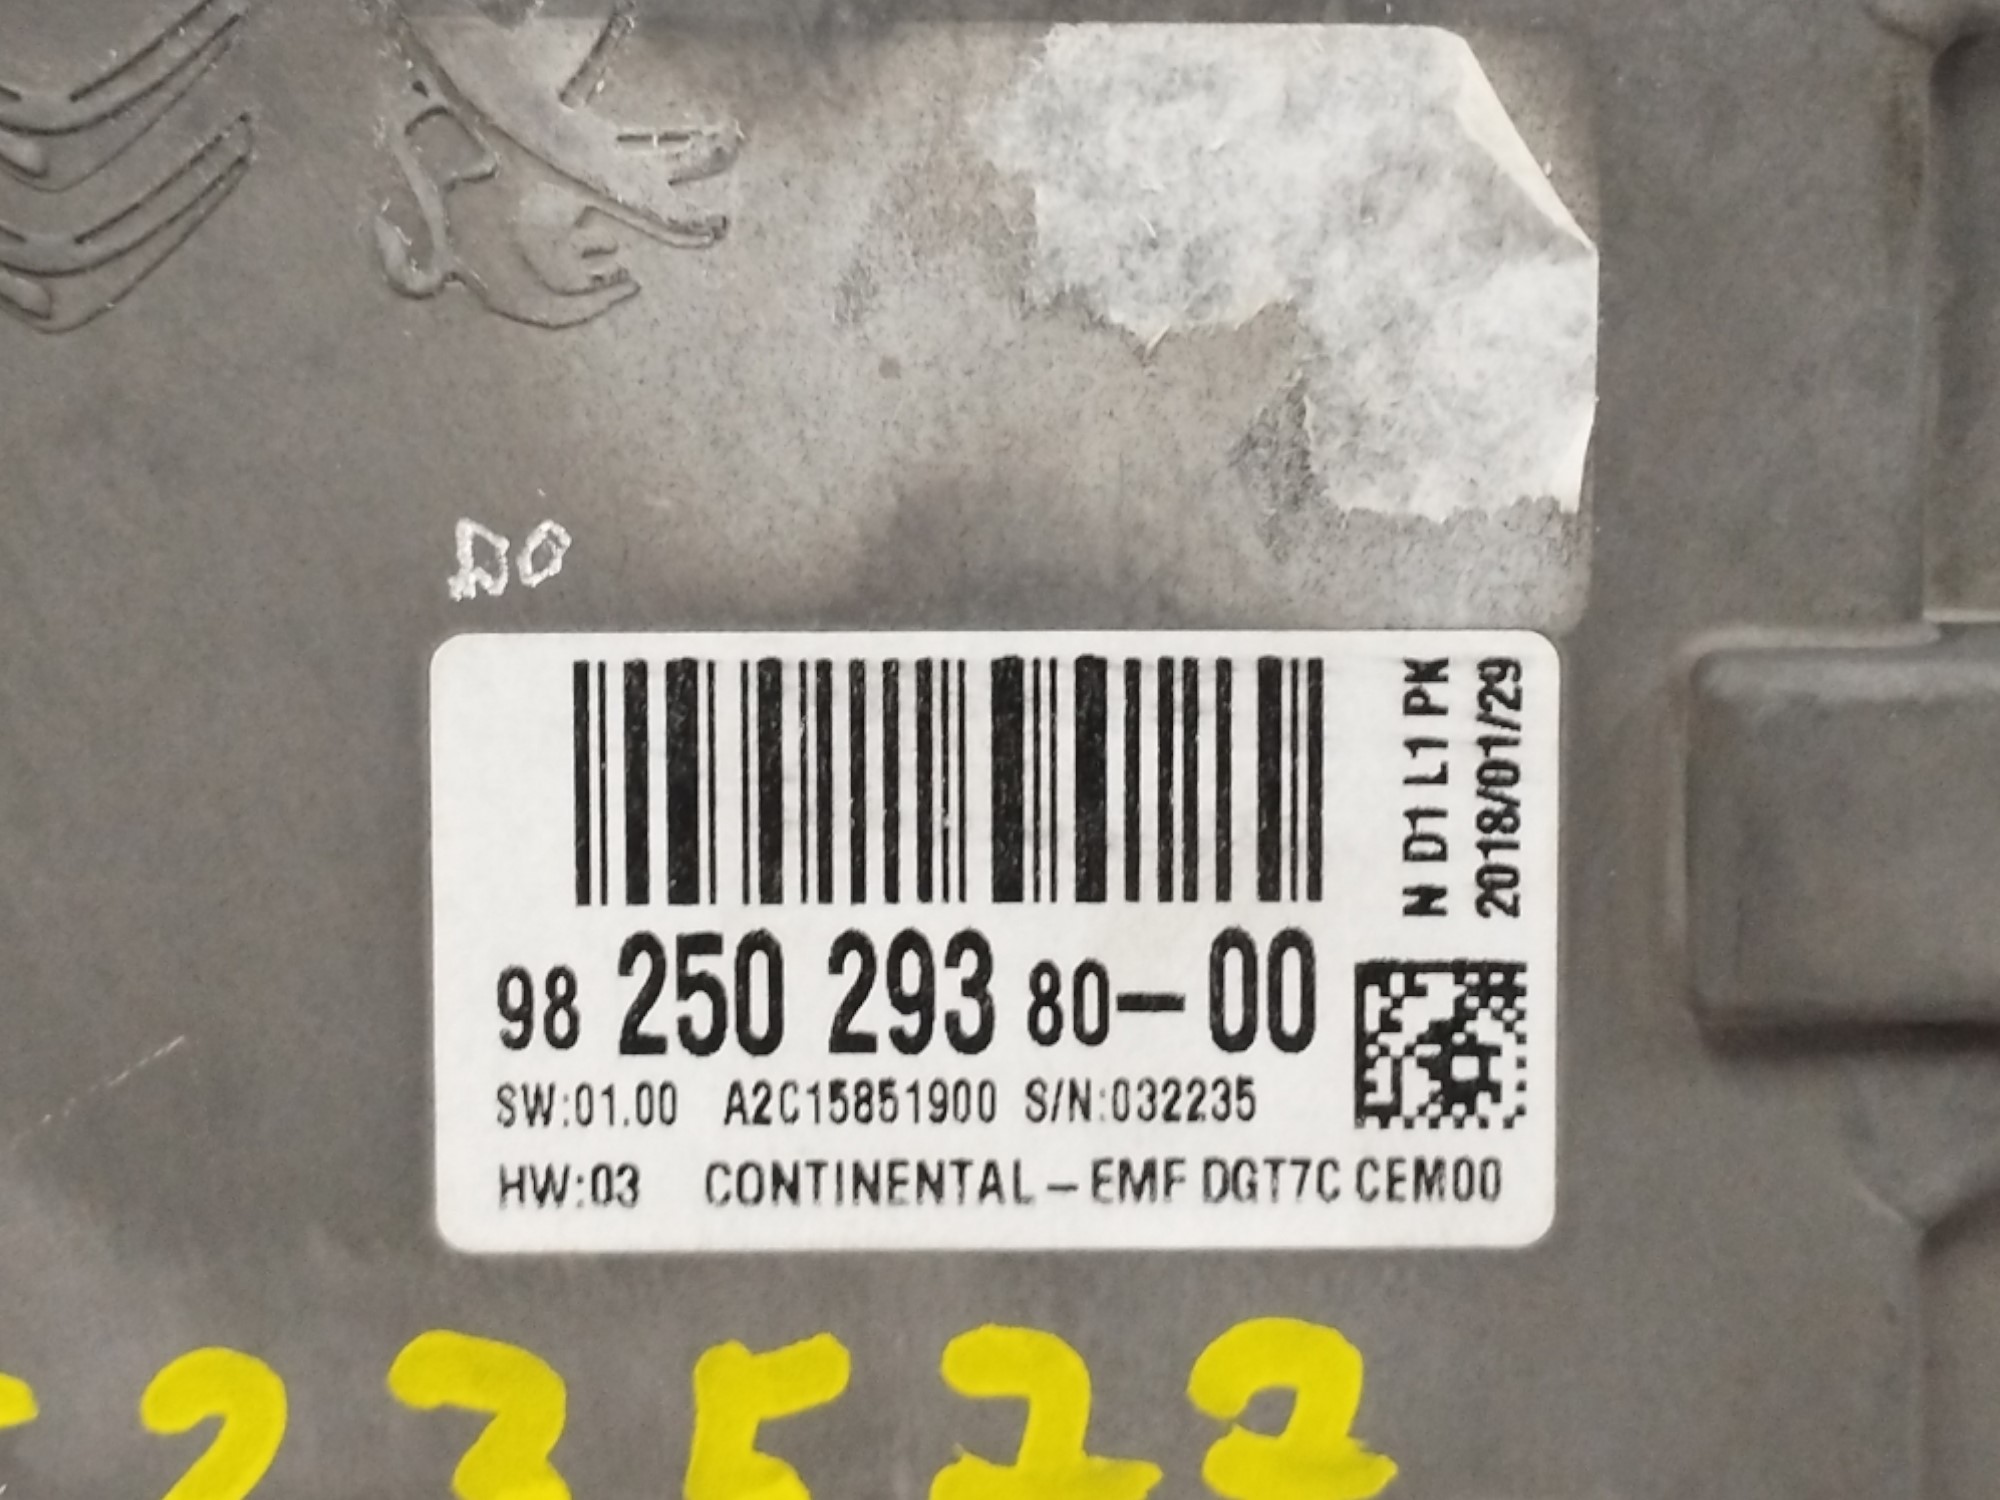 98 250 293 80-00
SW:01.00 A2C15851900 S/N:032235
HW:03 CONTINENTAL-EMF DGT7C CEM00
N D1 L1 PK
2018/01/29
23522